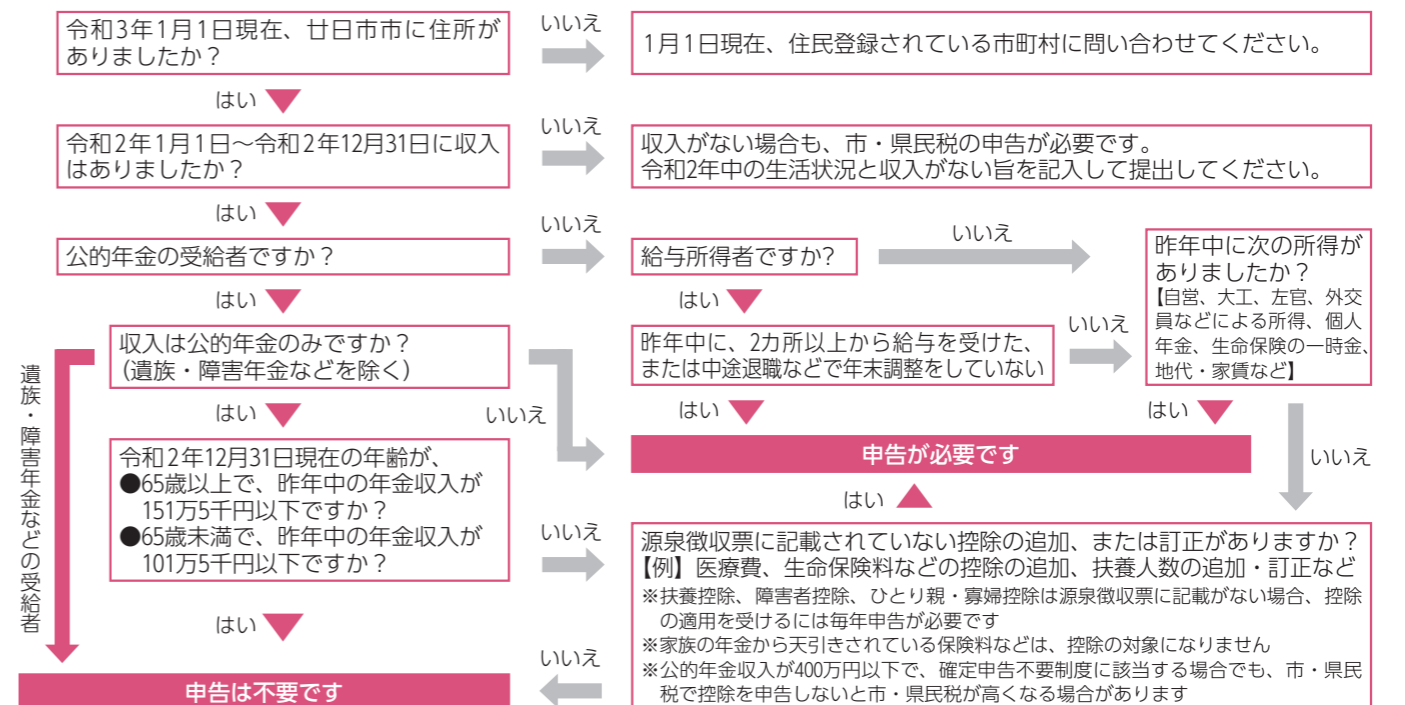 令和3年1月1日現在、廿日市市に住所が
ありましたか？
いいえ
1月1日現在、住民登録されている市町村に問い合わせてください。
はい
令和2年1月1日～令和2年12月31日に収入
はありましたか？
いいえ
収入がない場合も、市・県民税の申告が必要です。
令和2年中の生活状況と収入がない旨を記入して提出してください。
はい
公的年金の受給者ですか？
いいえ
給与所得者ですか?
いいえ
昨年中に次の所得が
ありましたか？
【自営、大工、左官、外交
員などによる所得、個人
年金、生命保険の一時金、
地代・家賃など】
はい
はい
収入は公的年金のみですか？
（遺族・障害年金などを除く）
昨年中に、2カ所以上から給与を受けた、
または中途退職などで年末調整をしていない
いいえ
遺族・障害年金などの受給者
はい
いいえ
はい
はい
令和2年12月31日現在の年齢が、
●65歳以上で、昨年中の年金収入が
151万5千円以下ですか？
●65歳未満で、昨年中の年金収入が
101万5千円以下ですか？
申告が必要です
いいえ
はい
いいえ
源泉徴収票に記載されていない控除の追加、または訂正がありますか？
【例】医療費、生命保険料などの控除の追加、扶養人数の追加・訂正など
※扶養控除、障害者控除、ひとり親・寡婦控除は源泉徴収票に記載がない場合、控除
の適用を受けるには毎年申告が必要です
※家族の年金から天引きされている保険料などは、控除の対象になりません
※公的年金収入が400万円以下で、確定申告不要制度に該当する場合でも、市・県民
税で控除を申告しないと市・県民税が高くなる場合があります
はい
いいえ
申告は不要です